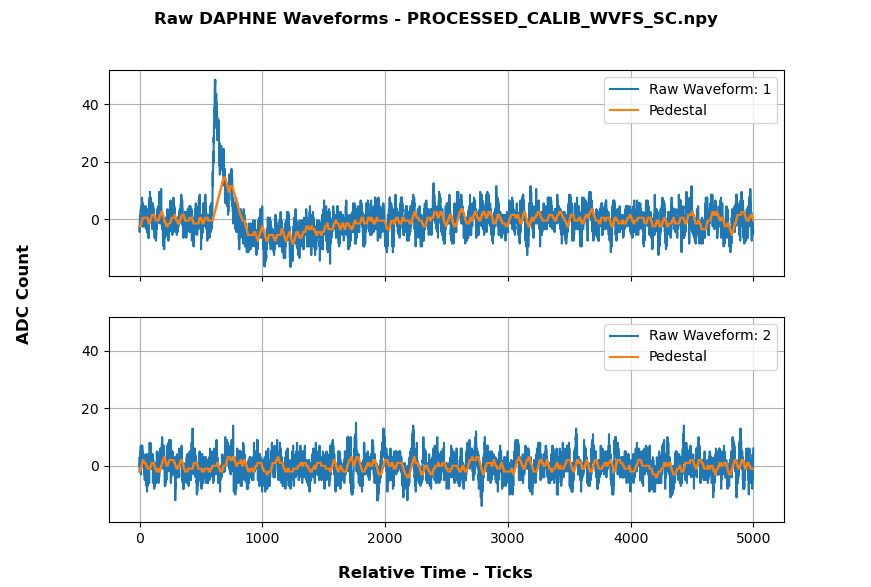 Raw DAPHNE Waveforms - PROCESSED_CALIB_WVFS_SC.npy
40
20
0
Raw Waveform: 1
Pedestal
ADC Count
40
20
0
Raw Waveform: 2
Pedestal
0 1000 2000 3000 4000 5000
Relative Time - Ticks